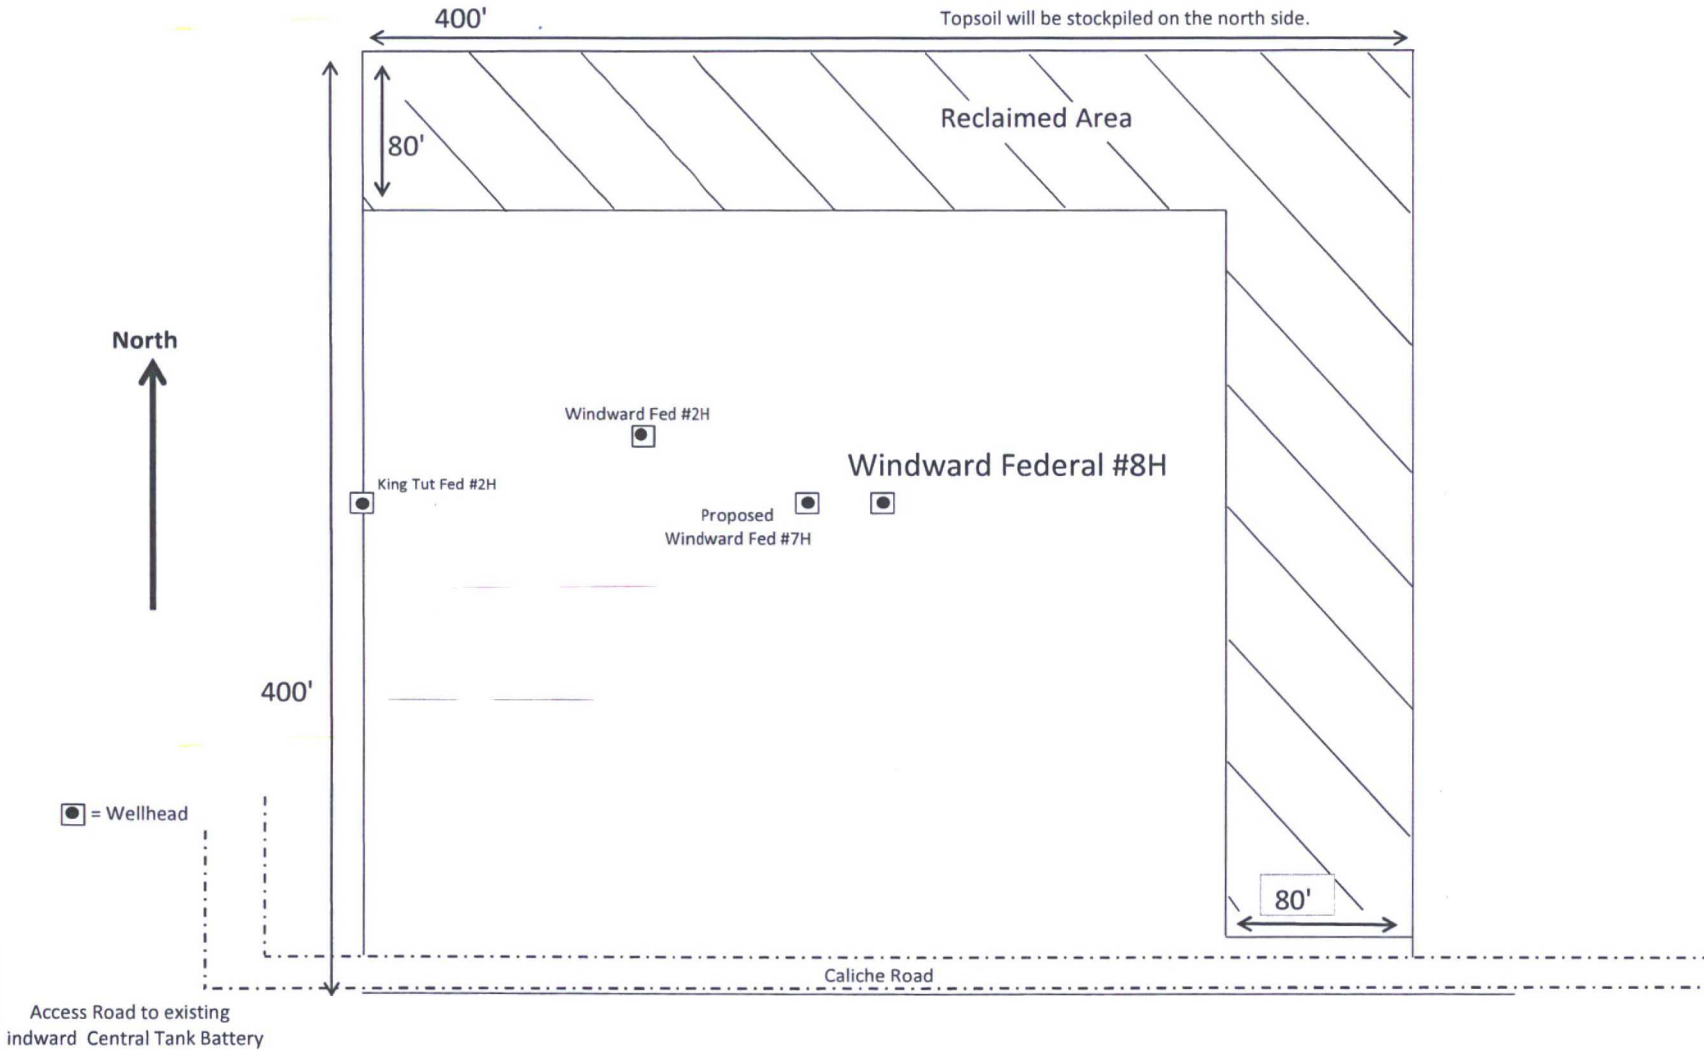 400'
Topsoil will be stockpiled on the north side.
80'
Reclaimed Area
North
Windward Fed #2H
Windward Federal #8H
King Tut Fed #2H
Proposed
Windward Fed #7H
400'
= Wellhead
80'
Caliche Road
Access Road to existing
indward Central Tank Battery